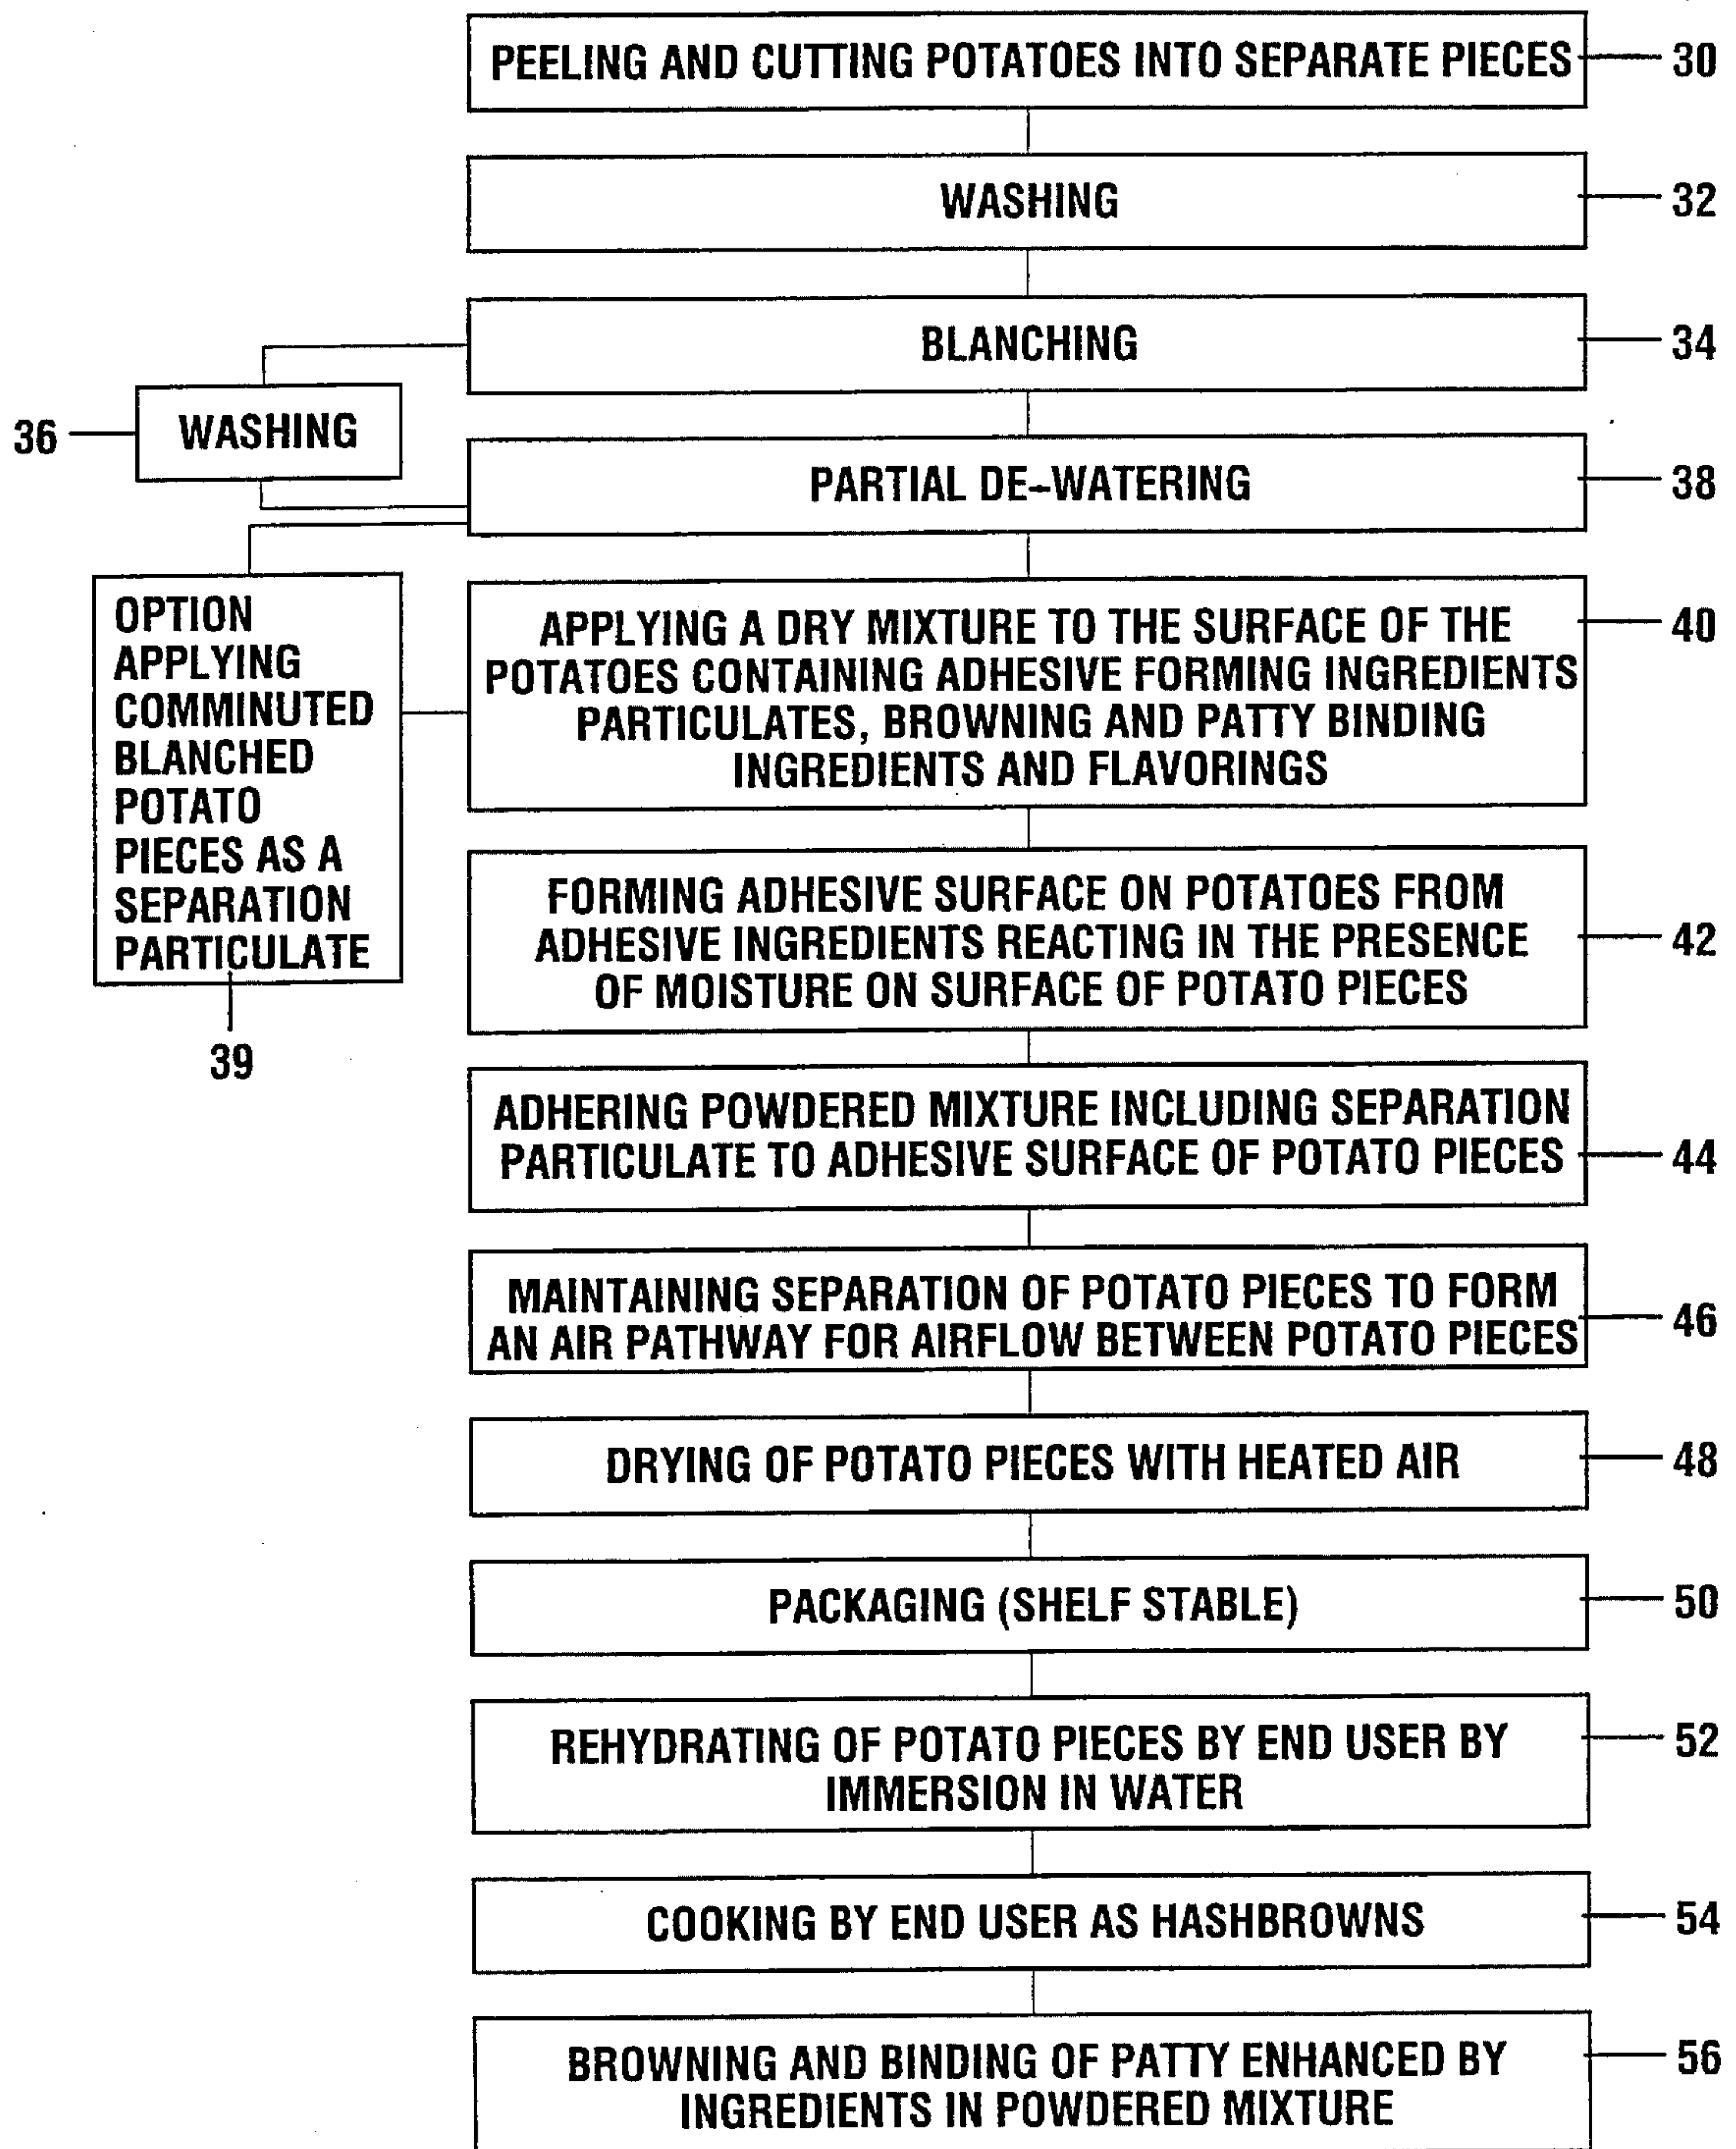 PEELING AND CUTTING POTATOES INTO SEPARATE PIECES
30
WASHING
32
BLANCHING
34
36
WASHING
PARTIAL DE-WATERING
38
OPTION
APPLYING
COMMINUTED
BLANCHED
POTATO
PIECES AS A
SEPARATION
PARTICULATE
39
APPLYING A DRY MIXTURE TO THE SURFACE OF THE
POTATOES CONTAINING ADHESIVE FORMING INGREDIENTS
PARTICULATES, BROWNING AND PATTY BINDING
INGREDIENTS AND FLAVORINGS
40
FORMING ADHESIVE SURFACE ON POTATOES FROM
ADHESIVE INGREDIENTS REACTING IN THE PRESENCE
OF MOISTURE ON SURFACE OF POTATO PIECES
42
ADHERING POWDERED MIXTURE INCLUDING SEPARATION
PARTICULATE TO ADHESIVE SURFACE OF POTATO PIECES
44
MAINTAINING SEPARATION OF POTATO PIECES TO FORM
AN AIR PATHWAY FOR AIRFLOW BETWEEN POTATO PIECES
46
DRYING OF POTATO PIECES WITH HEATED AIR
48
PACKAGING (SHELF STABLE)
50
REHYDRATING OF POTATO PIECES BY END USER BY
IMMERSION IN WATER
52
COOKING BY END USER AS HASHBROWNS
54
BROWNING AND BINDING OF PATTY ENHANCED BY
INGREDIENTS IN POWDERED MIXTURE
56